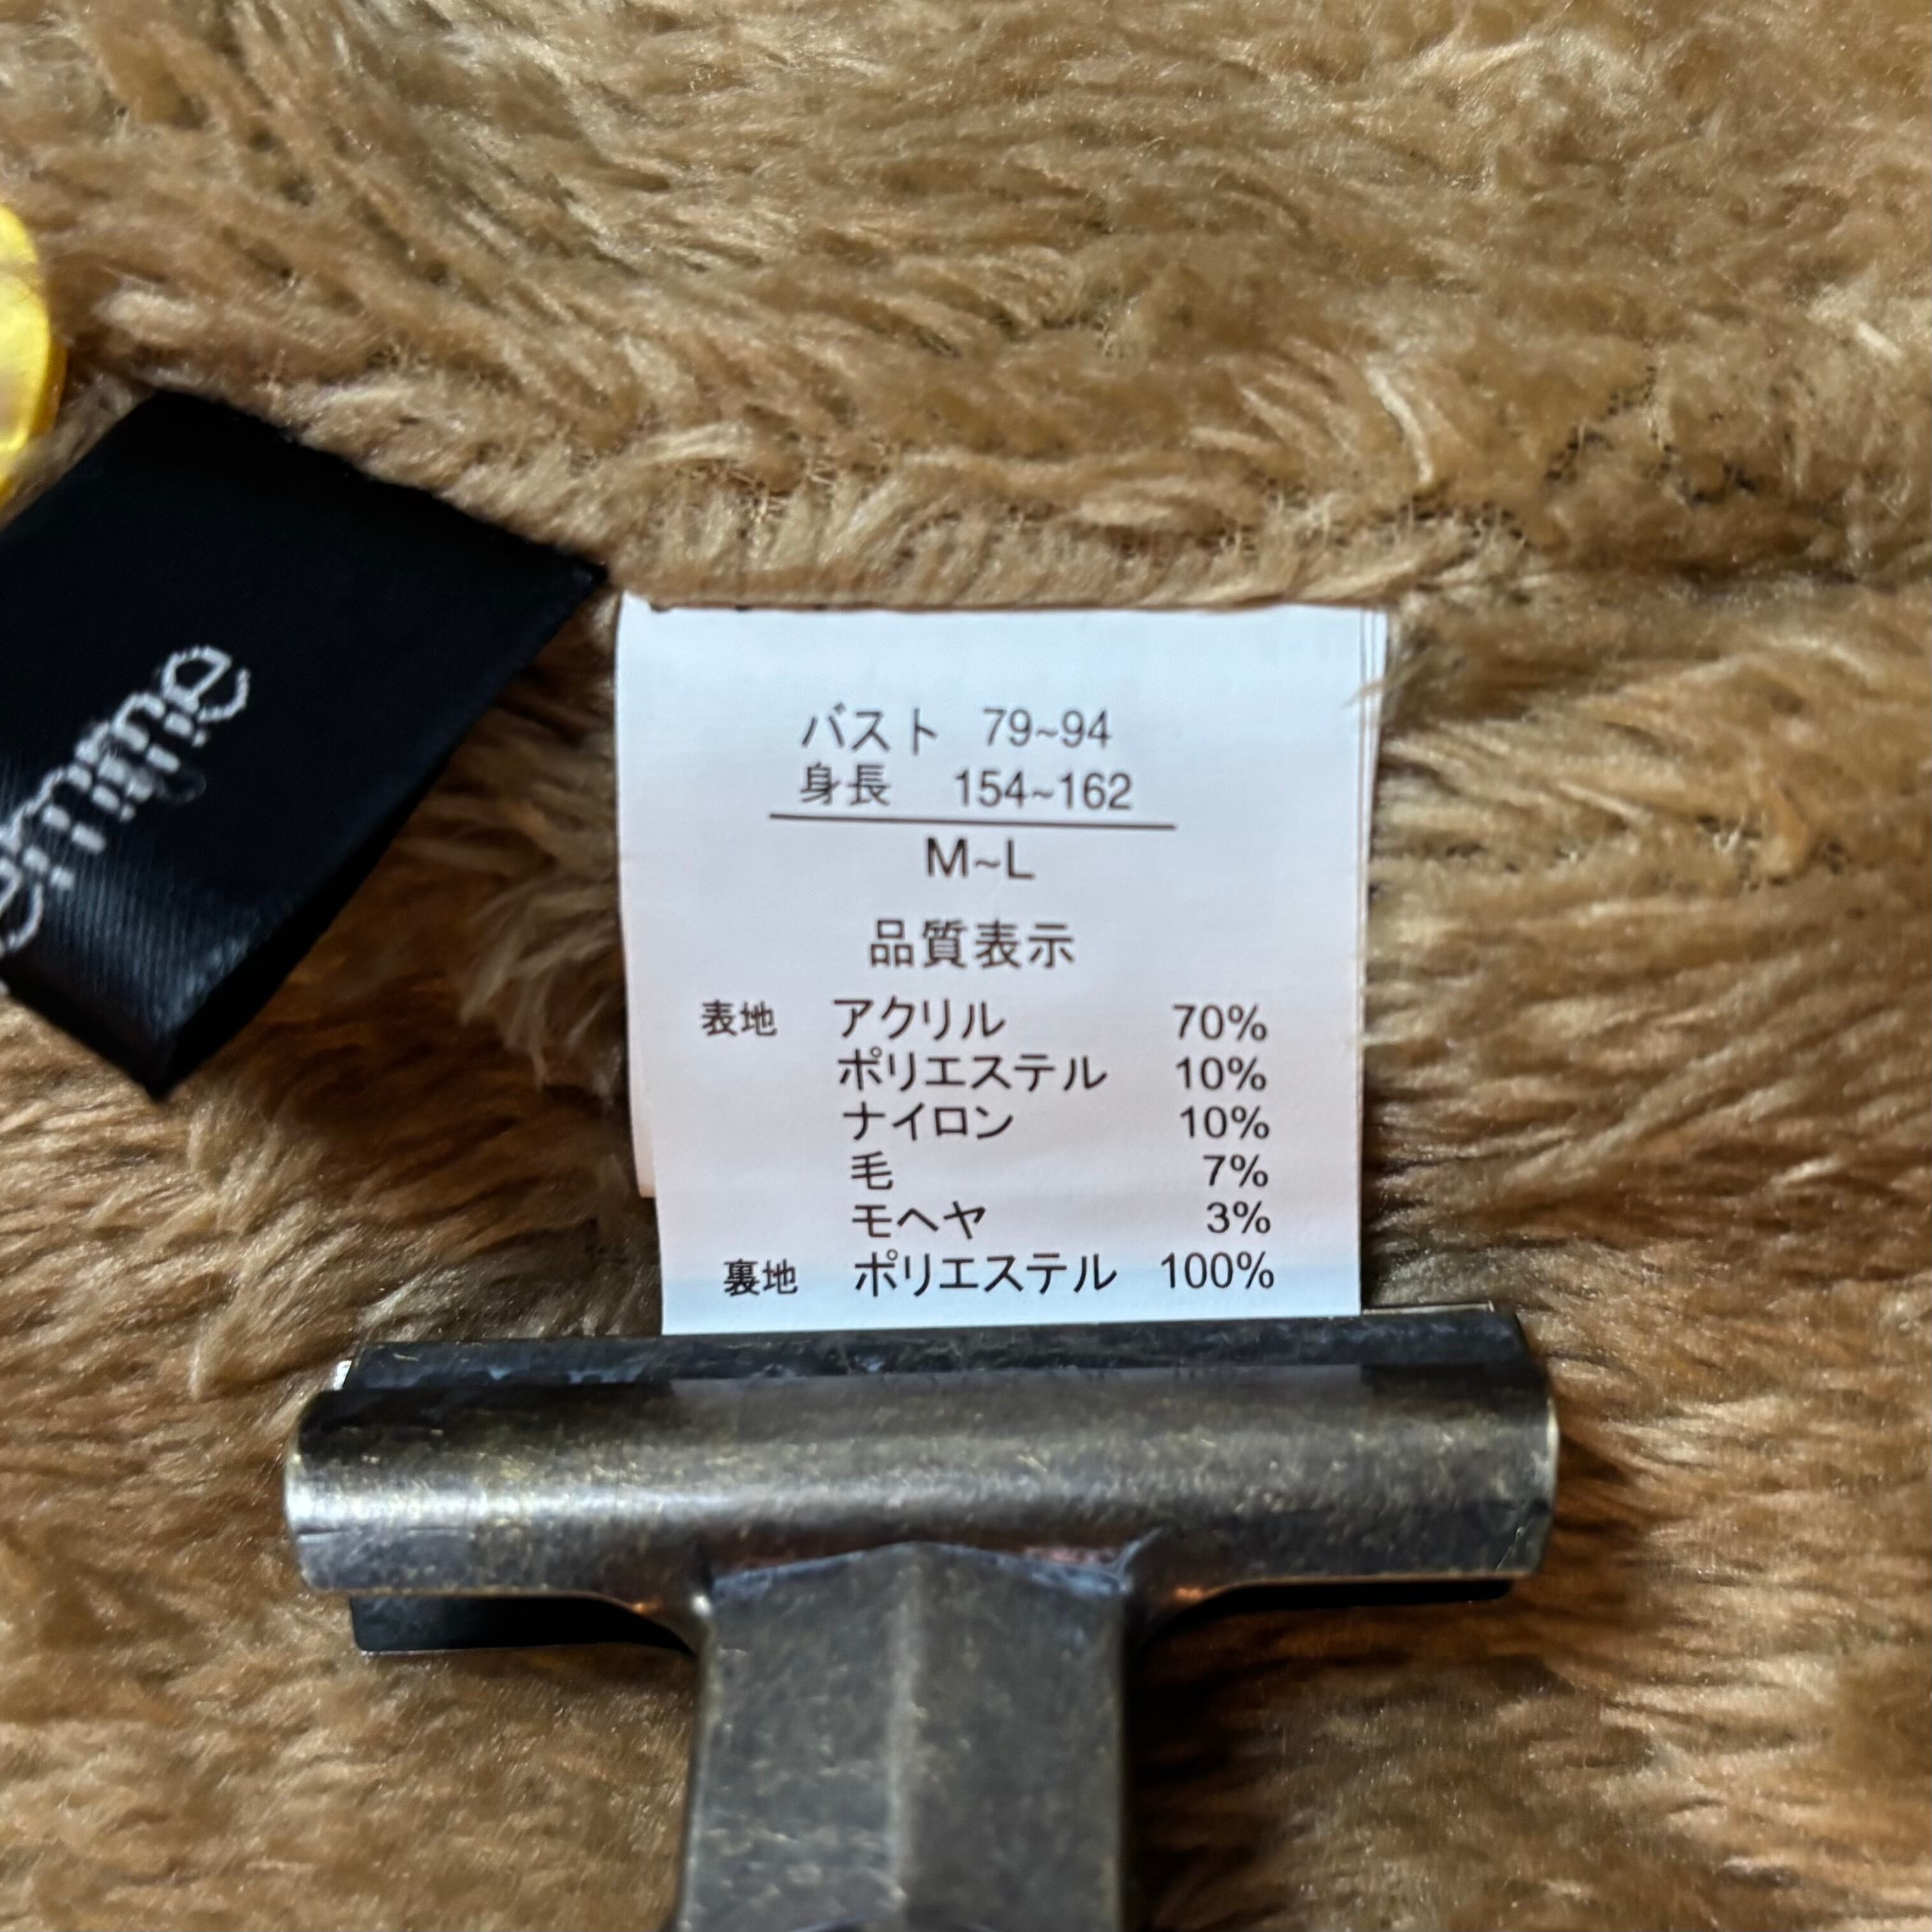 バスト 79~94
身長 154~162
M~L
品質表示
表地 アクリル 70%
ポリエステル 10%
ナイロン 10%
毛 7%
モヘヤ 3%
裏地 ポリエステル 100%